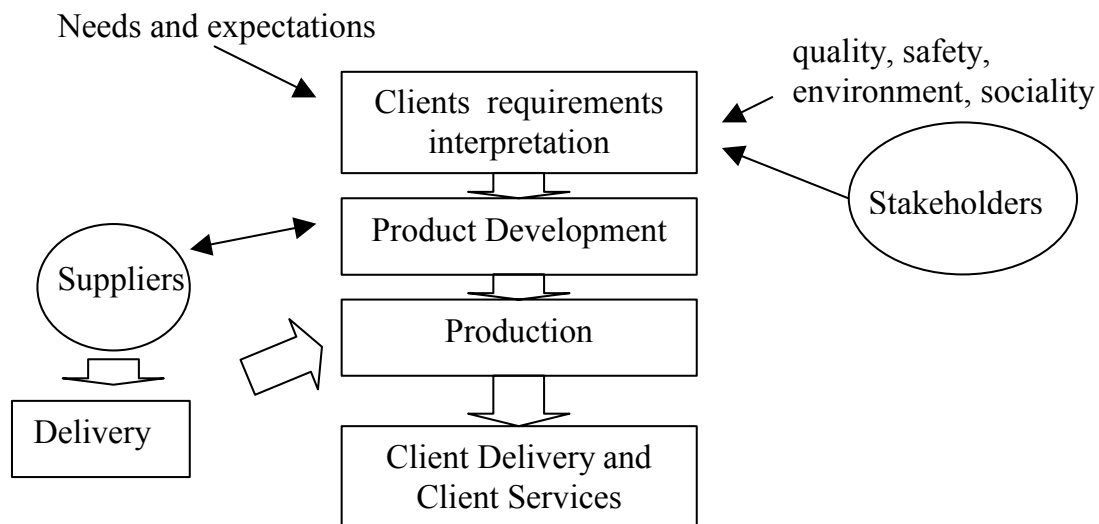 Needs and expectations
quality, safety,
environment, sociality
Clients requirements
interpretation
Stakeholders
Product Development
Suppliers
Production
Delivery
Client Delivery and
Client Services